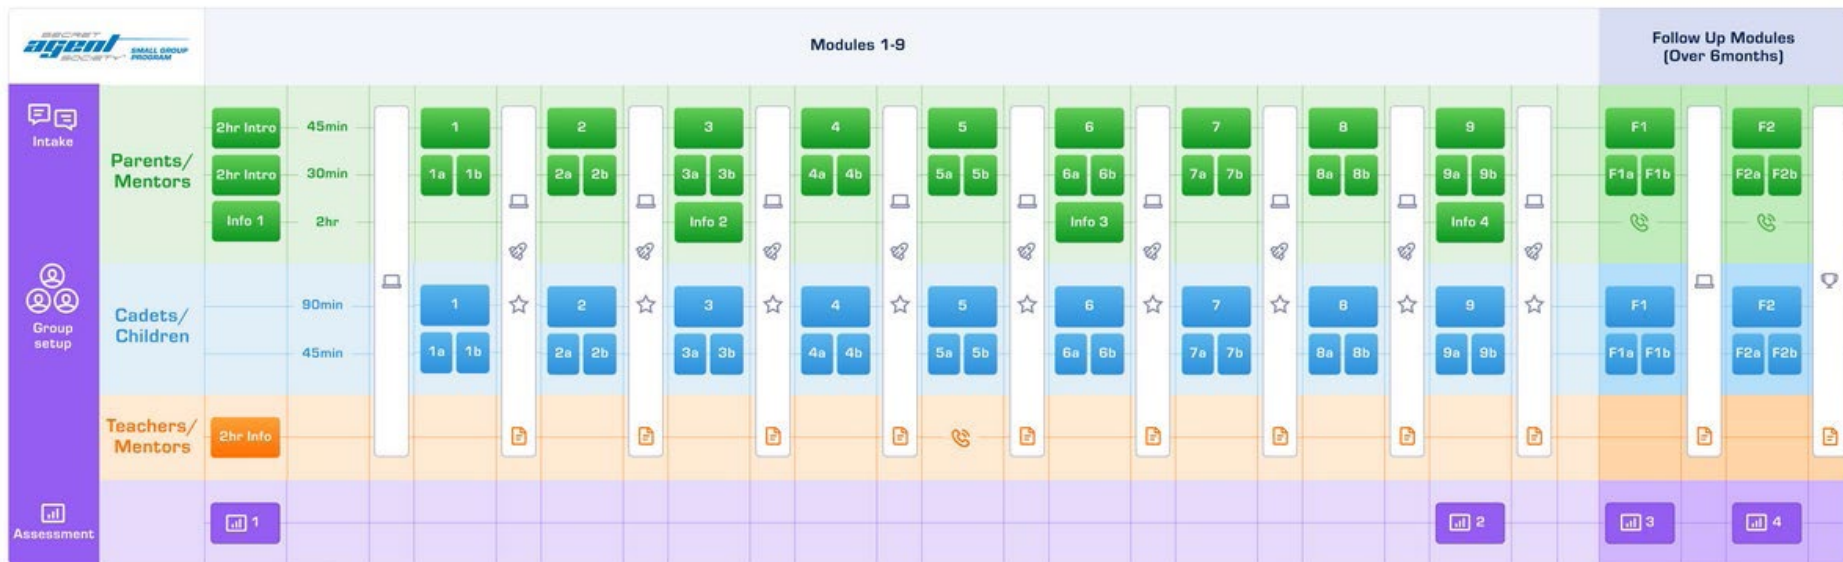 SECRET
agent
SOCIETY
SMALL GROUP
PROGRAM
Modules 1-9
Follow Up Modules
(Over 6months)
Intake
Parents/
Mentors
2hr Intro 45min 1 2 3 4 5 6 7 8 9 F1 F2
2hr Intro 30min 1a 1b 2a 2b 3a 3b 4a 4b 5a 5b 6a 6b 7a 7b 8a 8b 9a 9b F1a F1b F2a F2b
Info 1 2hr Info 2 Info 3 Info 4
Group
setup
Cadets/
Children
90min 1 2 3 4 5 6 7 8 9 F1 F2
45min 1a 1b 2a 2b 3a 3b 4a 4b 5a 5b 6a 6b 7a 7b 8a 8b 9a 9b F1a F1b F2a F2b
Teachers/
Mentors
2hr Info
Assessment
1 2 3 4